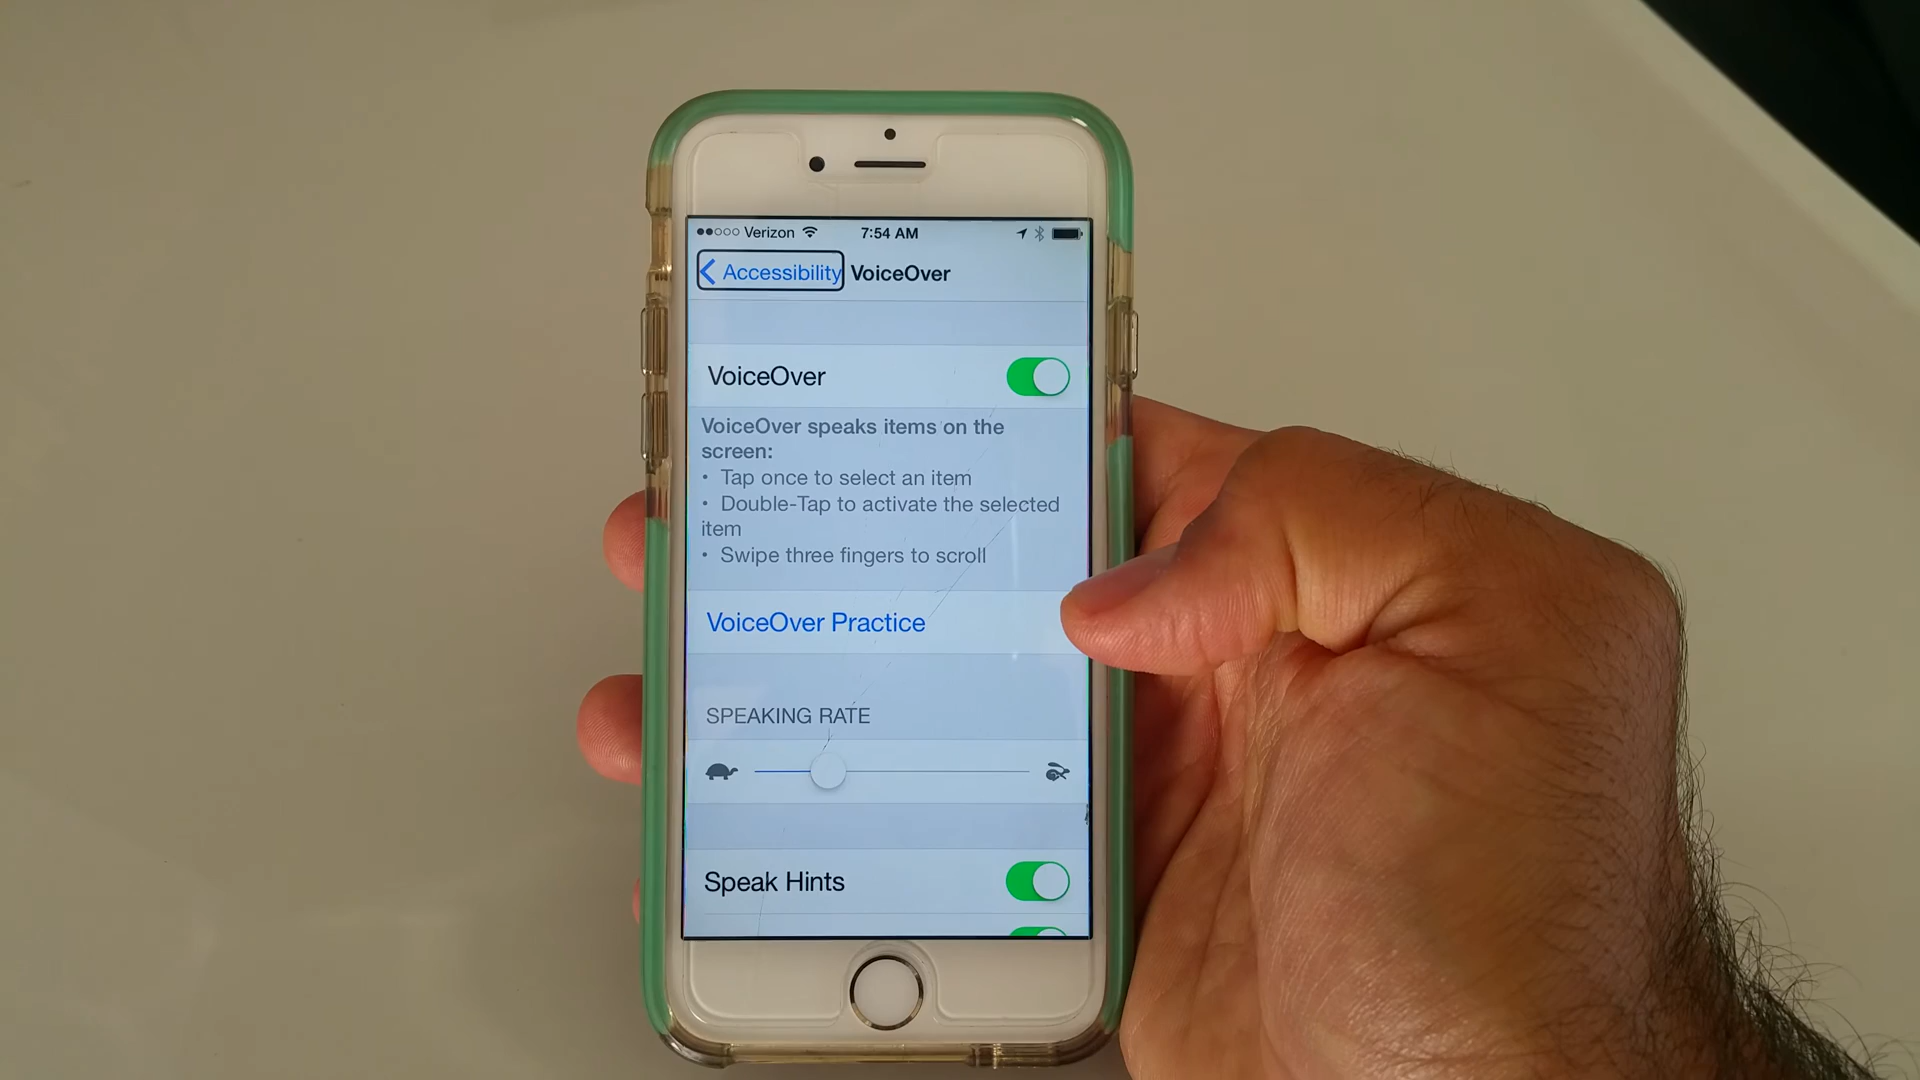 Verizon 7:54 AM
Accessibility VoiceOver
VoiceOver
VoiceOver speaks items on the
screen:
• Tap once to select an item
• Double-Tap to activate the selected
item
• Swipe three fingers to scroll
VoiceOver Practice
SPEAKING RATE
Speak Hints